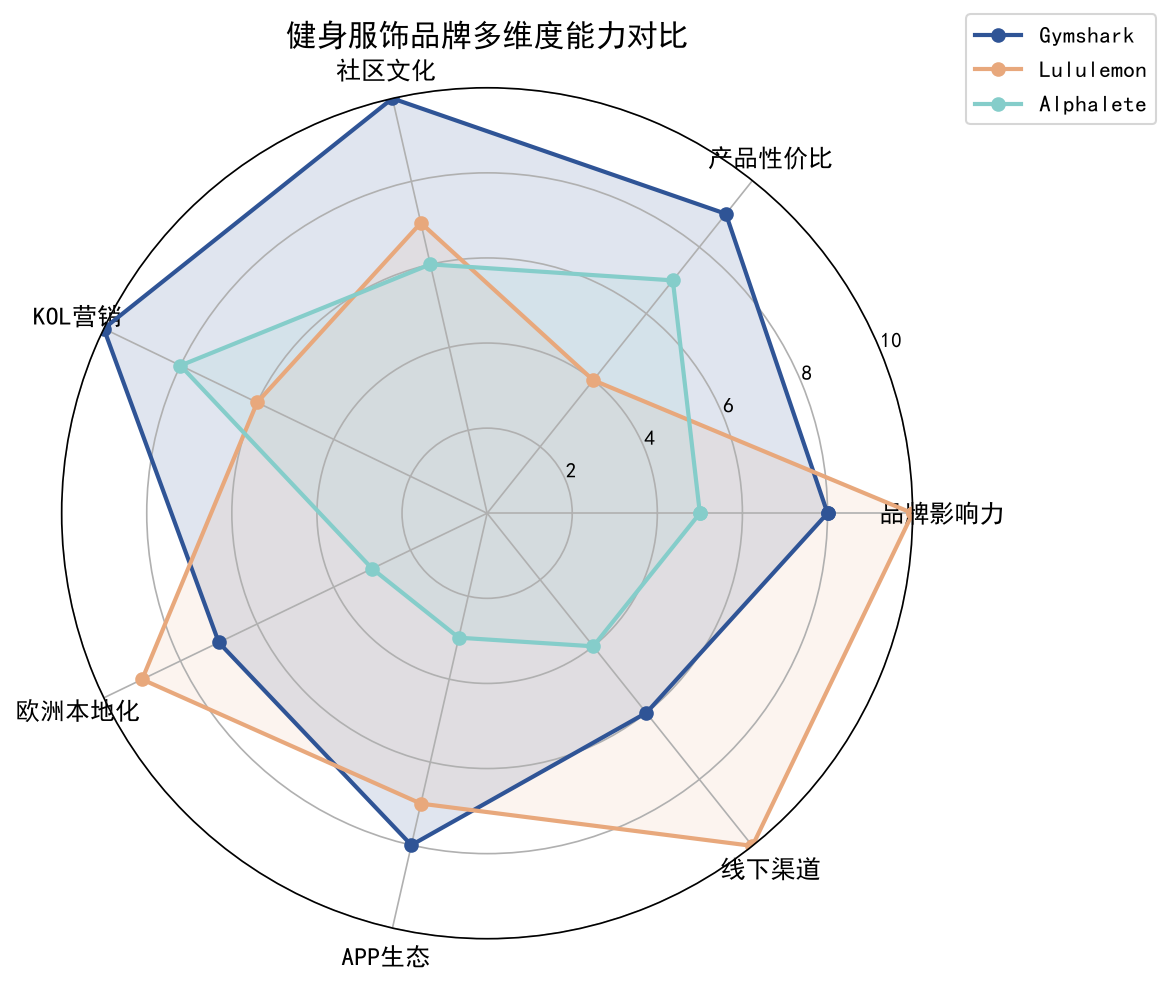 健身服饰品牌多维度能力对比
Gymshark
Lululemon
Alphalete
社区文化
产品性价比
KOL营销
10
8
6
4
2
品牌影响力
欧洲本地化
线下渠道
APP生态